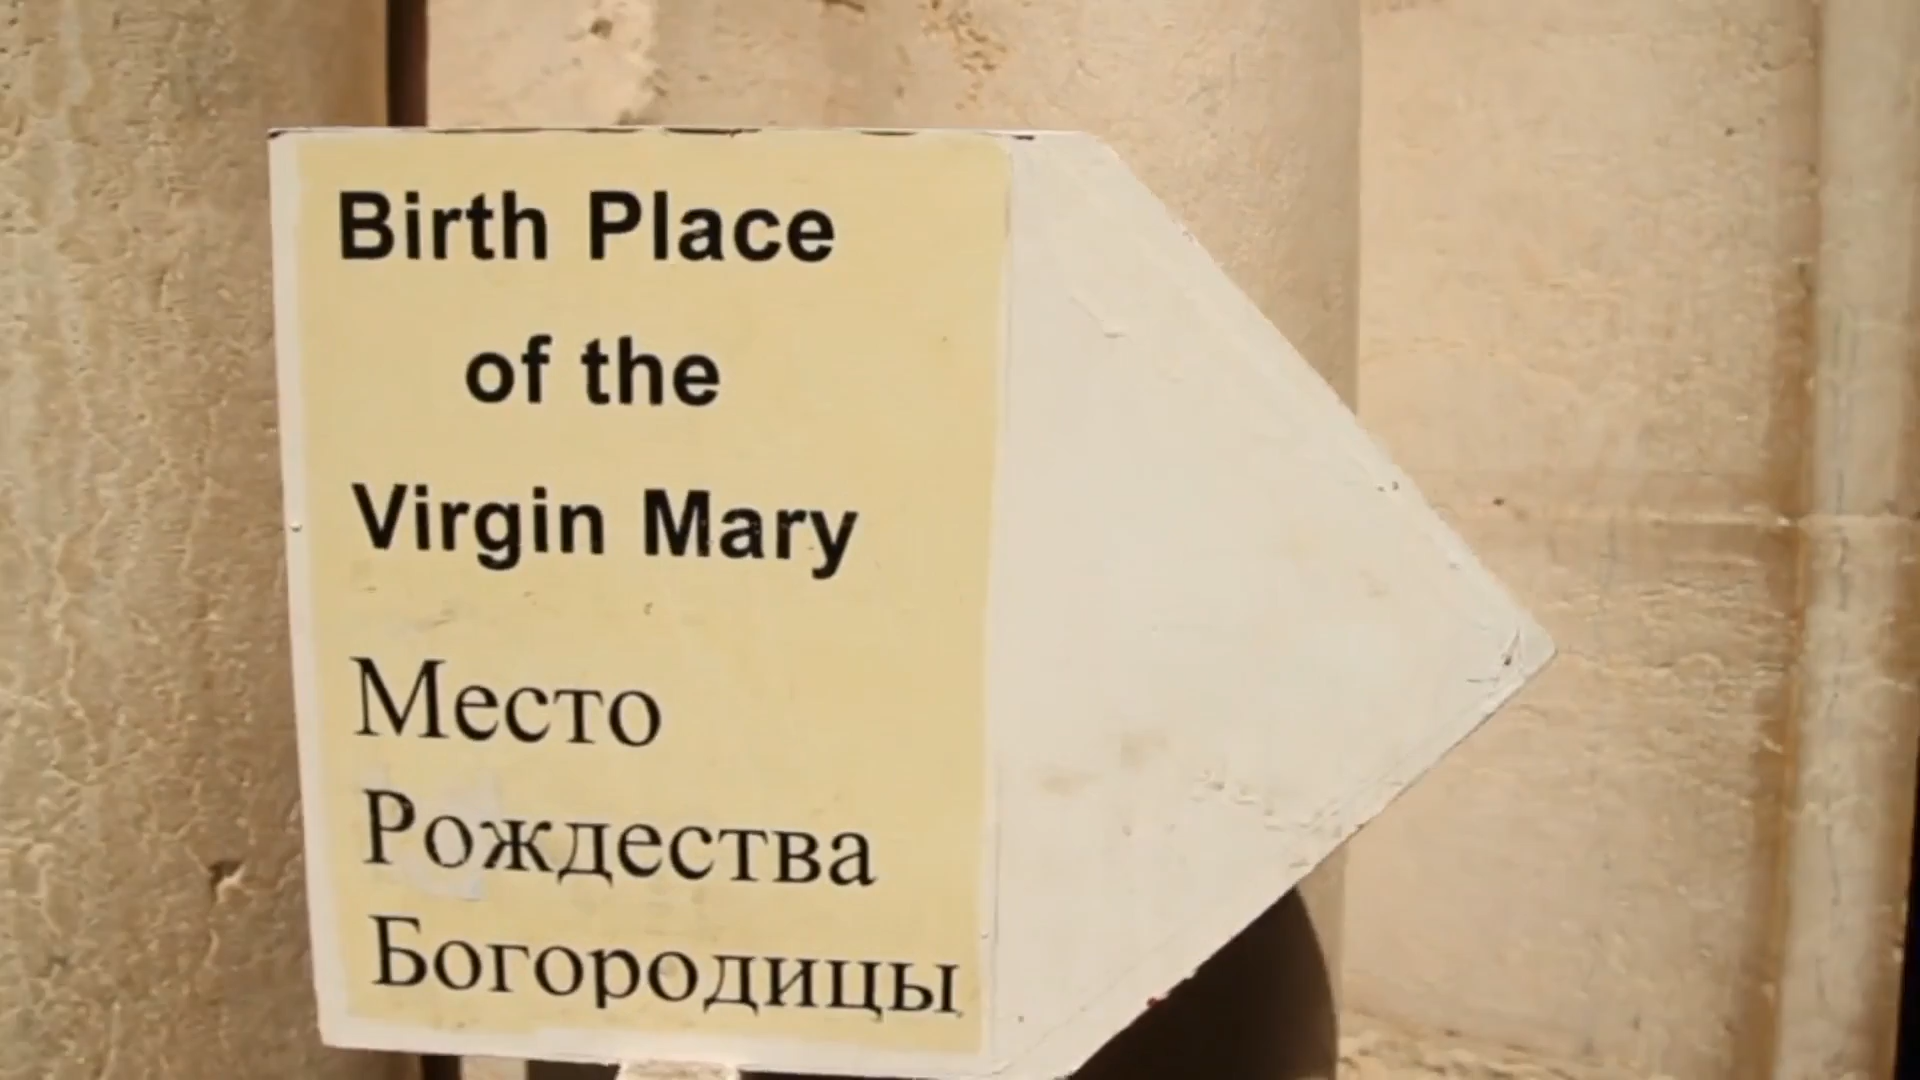 Birth Place
of the
Virgin Mary
Место
Рождества
Богородицы